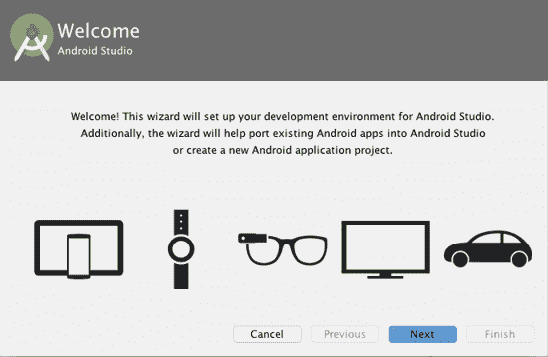 Welcome
Android Studio
Welcome! This wizard will set up your development environment for Android Studio.
Additionally, the wizard will help port existing Android apps into Android Studio
or create a new Android application project.
Cancel
Previous
Next
Finish